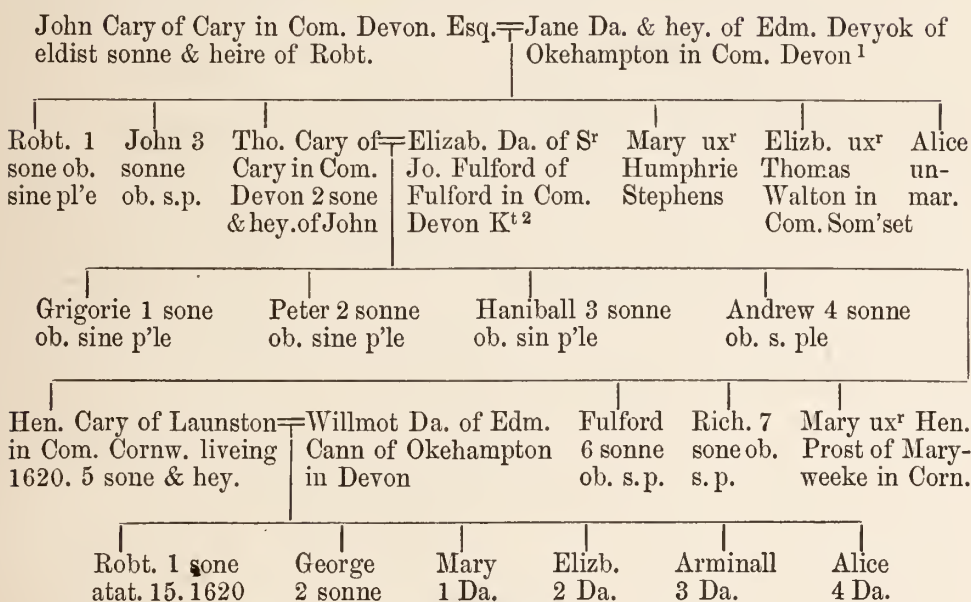 John Cary of Cary in Com. Devon. Esq.
eldist sonne & heire of Robt.
Jane Da. & hey. of Edm. Devyok of
Okehampton in Com. Devon¹
Robt. 1
sone ob.
sine pl'e
John 3
sonne
ob. s.p.
Tho. Cary of
Cary in Com.
Devon 2 sone
& hey. of John
Elizab. Da. of Sʳ
Jo. Fulford of
Fulford in Com.
Devon Kᵗ ²
Mary uxʳ
Humphrie
Stephens
Elizb. uxʳ
Thomas
Walton in
Com. Som'set
Alice
un-
mar.
Grigorie 1 sone
ob. sine p'le
Peter 2 sonne
ob. sine p'le
Haniball 3 sonne
ob. sin p'le
Andrew 4 sonne
ob. s. ple
Hen. Cary of Launston
in Com. Cornw. liveing
1620. 5 sone & hey.
Willmot Da. of Edm.
Cann of Okehampton
in Devon
Fulford
6 sonne
ob. s.p.
Rich. 7
sone ob.
s.p.
Mary uxʳ Hen.
Prost of Mary-
weeke in Corn.
Robt. 1 sone
atat. 15. 1620
George
2 sonne
Mary
1 Da.
Elizb.
2 Da.
Arminall
3 Da.
Alice
4 Da.